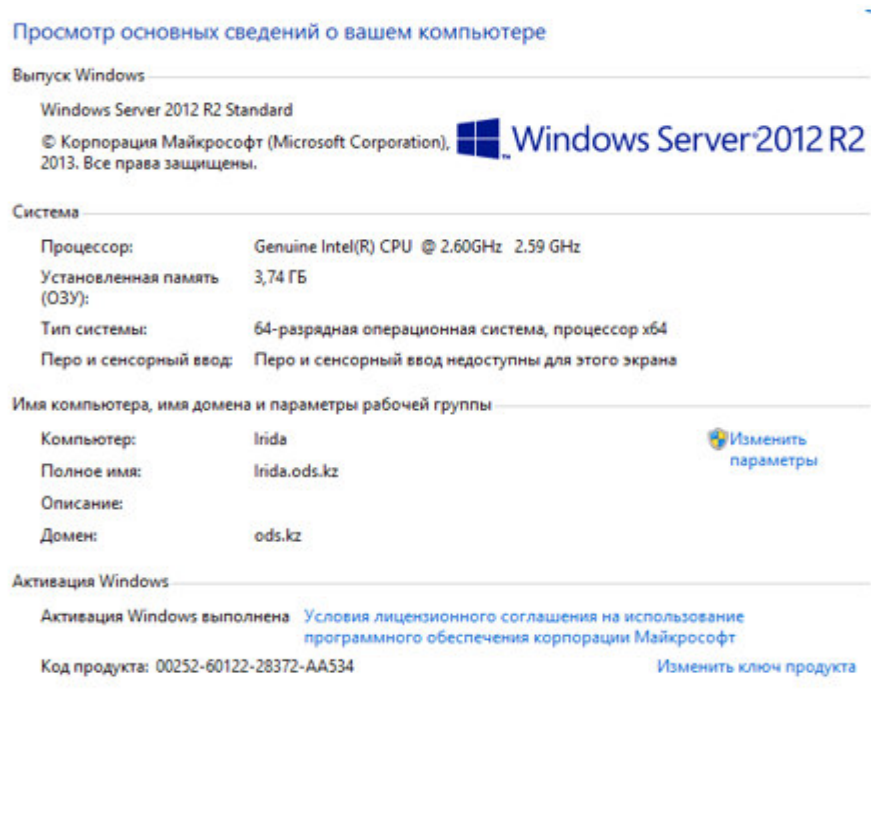 Просмотр основных сведений о вашем компьютере
Выпуск Windows
Windows Server 2012 R2 Standard
© Корпорация Майкрософт (Microsoft Corporation),
2013. Все права защищены.
Windows Server 2012 R2
Система
Процессор: Genuine Intel(R) CPU @ 2.60GHz 2.59 GHz
Установленная память 3,74 ГБ
(ОЗУ):
Тип системы: 64-разрядная операционная система, процессор x64
Перо и сенсорный ввод: Перо и сенсорный ввод недоступны для этого экрана
Имя компьютера, имя домена и параметры рабочей группы
Компьютер: Irida
Изменить
параметры
Полное имя: Irida.ods.kz
Описание:
Домен: ods.kz
Активация Windows
Активация Windows выполнена Условия лицензионного соглашения на использование
программного обеспечения корпорации Майкрософт
Код продукта: 00252-60122-28372-AA534 Изменить ключ продукта